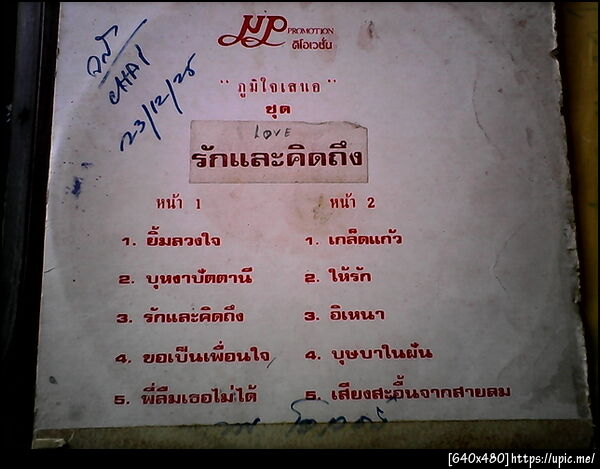 MP PROMOTION
ดีโอเวชั่น
จส
CHAI
23/12/25
"ภูมิใจเสนอ"
ชุด
LOVE
รักและคิดถึง
หน้า 1
1. ยิ้มลวงใจ
2. บุหงาปัตตานี
3. รักและคิดถึง
4. ขอเป็นเพื่อนใจ
5. พี่ลืมเธอไม่ได้
หน้า 2
1. เกล็ดแก้ว
2. ให้รัก
3. อิเหนา
4. บุษบาในฝัน
5. เสียงสะอื้นจากสายลม
[640x480]https://upic.me/